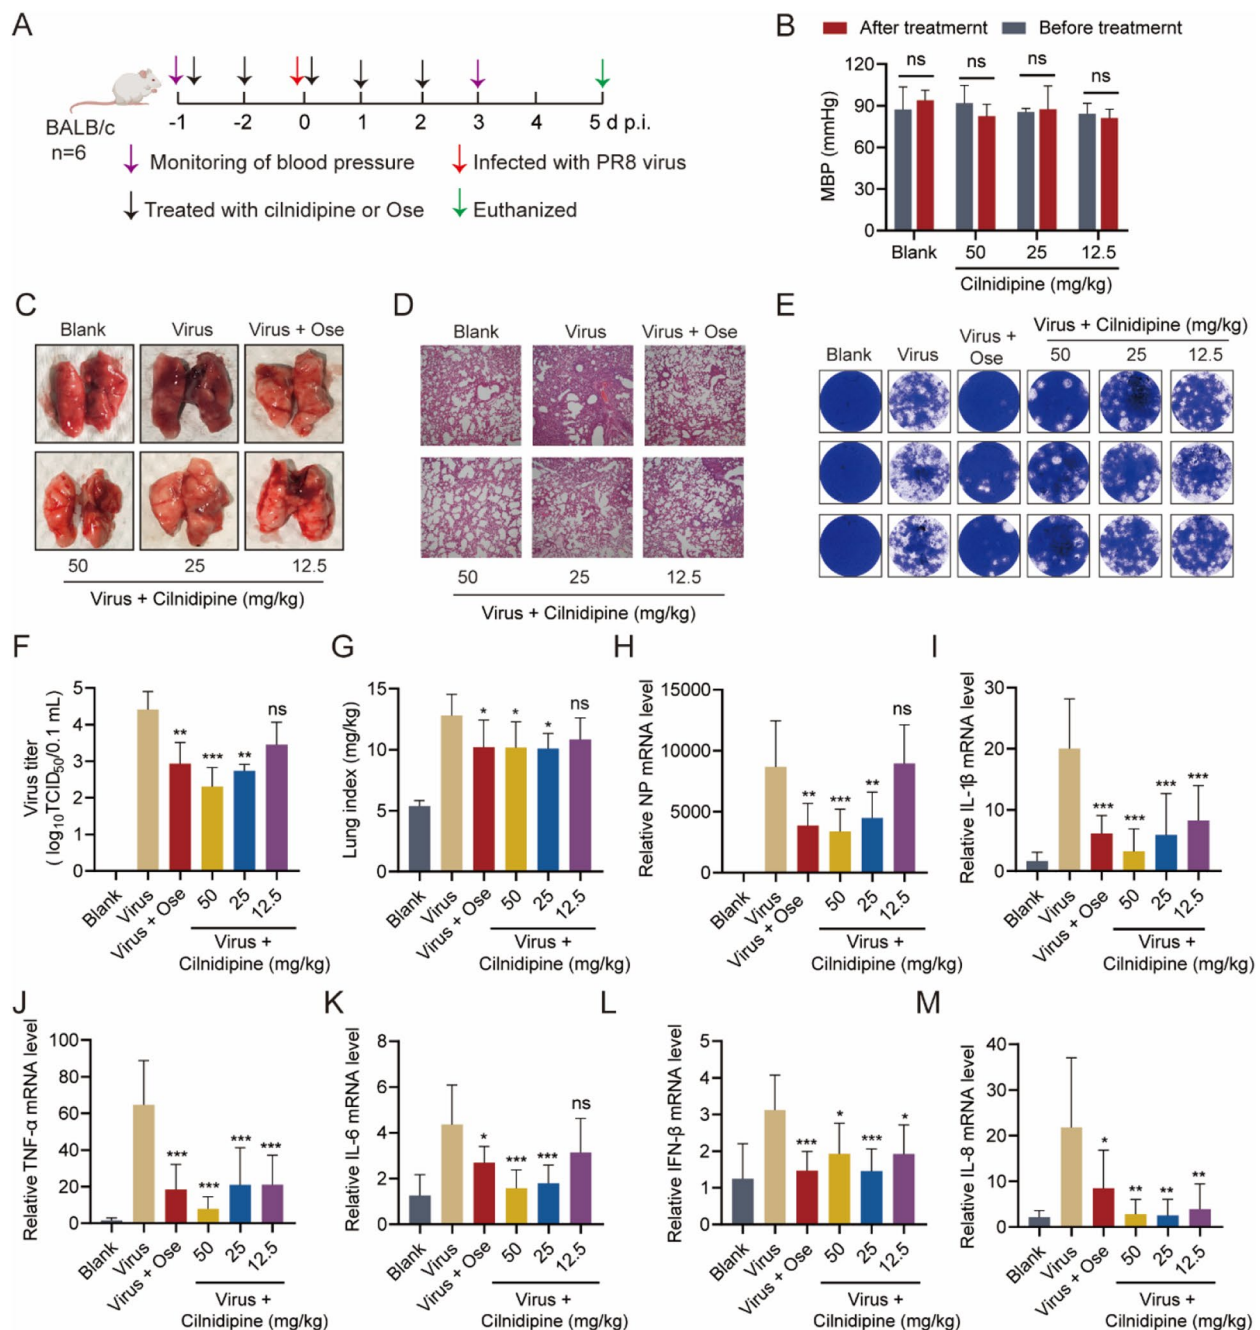 A
BALB/c
n=6
-1 -2 0 1 2 3 4 5 d p.i.
Monitoring of blood pressure
Infected with PR8 virus
Treated with cilnidipine or Ose
Euthanized
B
After treatmernt
Before treatmernt
MBP (mmHg)
120
90
60
30
0
ns ns ns ns
Blank 50 25 12.5
Cilnidipine (mg/kg)
C
Blank Virus Virus + Ose
50 25 12.5
Virus + Cilnidipine (mg/kg)
D
Blank Virus Virus + Ose
50 25 12.5
Virus + Cilnidipine (mg/kg)
E
Virus + Cilnidipine (mg/kg)
Blank Virus Virus + Ose 50 25 12.5
F
Virus titer
( log10TCID50/0.1 mL)
5
4
3
2
1
0
** *** ** ns
Blank Virus Virus + Ose 50 25 12.5
Virus +
Cilnidipine (mg/kg)
G
Lung index (mg/kg)
15
10
5
0
* * * ns
Blank Virus Virus + Ose 50 25 12.5
Virus +
Cilnidipine (mg/kg)
H
Relative NP mRNA level
15000
10000
5000
0
** *** ** ns
Blank Virus Virus + Ose 50 25 12.5
Virus +
Cilnidipine (mg/kg)
I
Relative IL-1β mRNA level
30
20
10
0
*** *** *** ***
Blank Virus Virus + Ose 50 25 12.5
Virus +
Cilnidipine (mg/kg)
J
Relative TNF-α mRNA level
100
80
60
40
20
0
*** *** *** ***
Blank Virus Virus + Ose 50 25 12.5
Virus +
Cilnidipine (mg/kg)
K
Relative IL-6 mRNA level
8
6
4
2
0
* *** *** ns
Blank Virus Virus + Ose 50 25 12.5
Virus +
Cilnidipine (mg/kg)
L
Relative IFN-β mRNA level
5
4
3
2
1
0
*** * *** *
Blank Virus Virus + Ose 50 25 12.5
Virus +
Cilnidipine (mg/kg)
M
Relative IL-8 mRNA level
40
30
20
10
0
* ** ** **
Blank Virus Virus + Ose 50 25 12.5
Virus +
Cilnidipine (mg/kg)